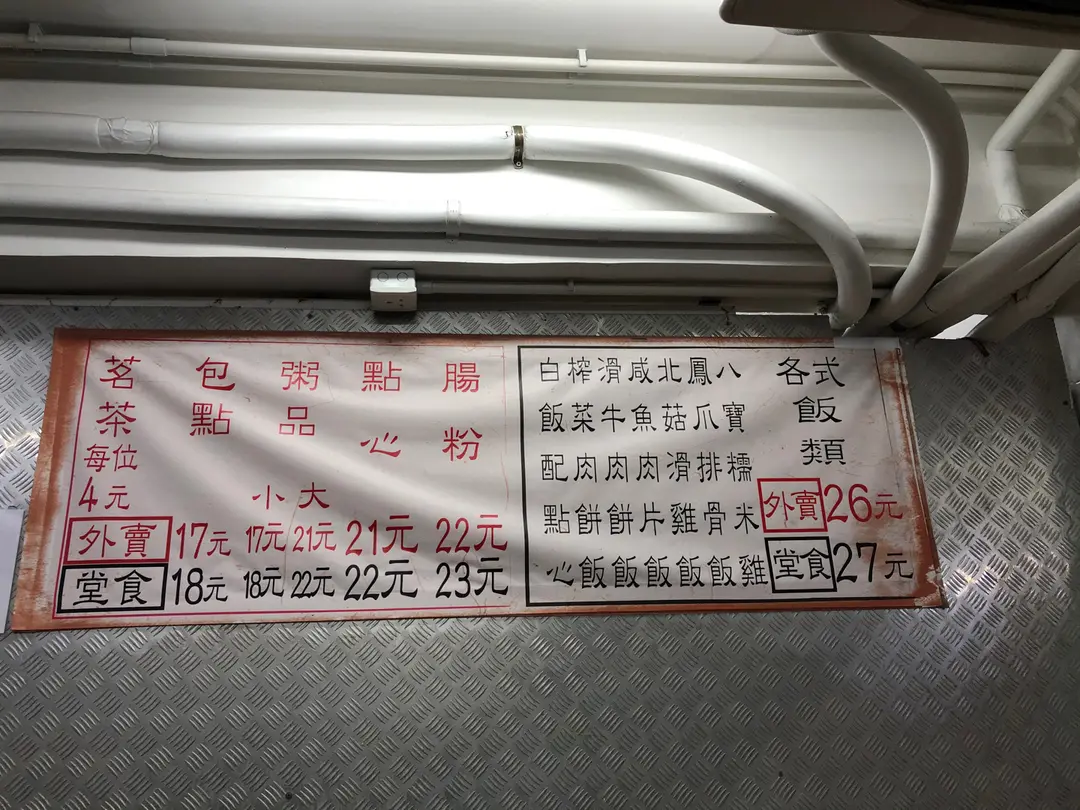 各式飯類
外賣26元
堂食27元
八寶糯米雞
鳳爪排骨飯
北菇滑雞飯
咸魚肉片飯
滑牛肉餅飯
榨菜肉餅飯
白飯配點心
腸粉
點心
粥品
包點
茗茶
每位
4元
小 大
外賣 17元 17元 21元 21元 22元
堂食 18元 18元 22元 22元 23元